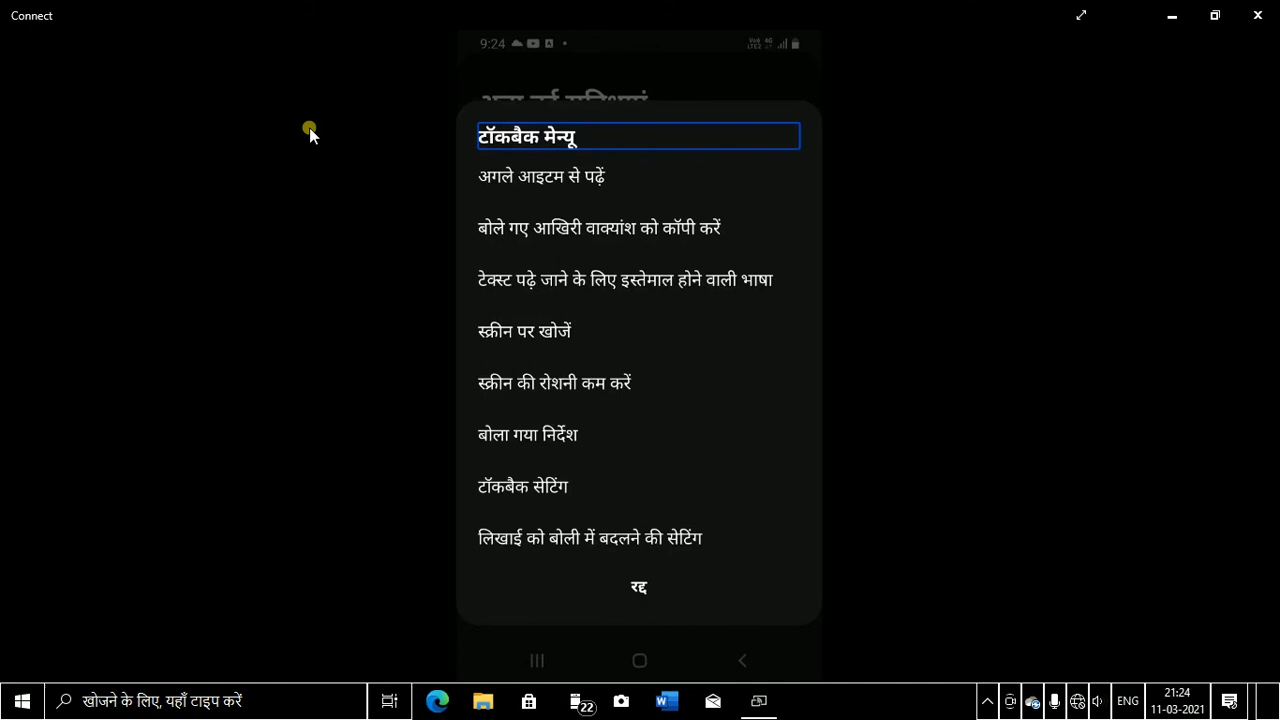 Connect
9:24
टॉकबैक मेन्यू
अगले आइटम से पढ़ें
बोले गए आखिरी वाक्यांश को कॉपी करें
टेक्स्ट पढ़े जाने के लिए इस्तेमाल होने वाली भाषा
स्क्रीन पर खोजें
स्क्रीन की रोशनी कम करें
बोला गया निर्देश
टॉकबैक सेटिंग
लिखाई को बोली में बदलने की सेटिंग
रद्द
खोजने के लिए, यहाँ टाइप करें
22
ENG
21:24
11-03-2021